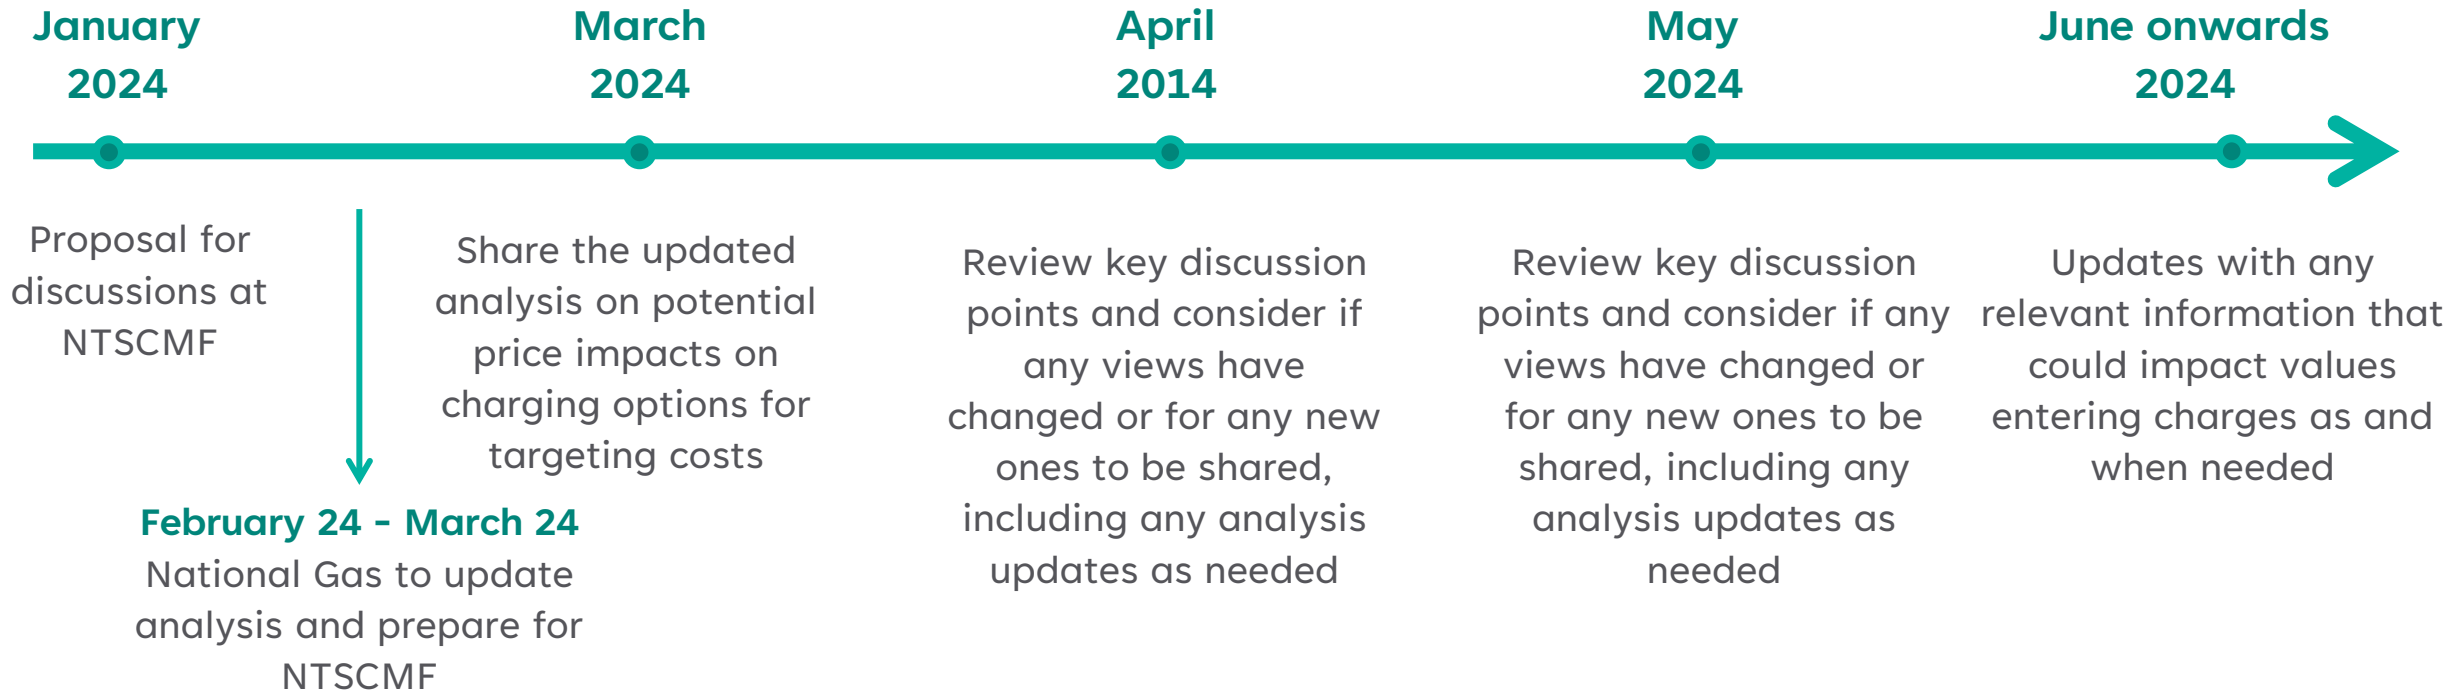 January
2024
Proposal for
discussions at
NTSCMF
February 24 - March 24
National Gas to update
analysis and prepare for
NTSCMF
March
2024
Share the updated
analysis on potential
price impacts on
charging options for
targeting costs
April
2014
Review key discussion
points and consider if
any views have
changed or for any new
ones to be shared,
including any analysis
updates as needed
May
2024
Review key discussion
points and consider if any
views have changed or
for any new ones to be
shared, including any
analysis updates as
needed
June onwards
2024
Updates with any
relevant information that
could impact values
entering charges as and
when needed